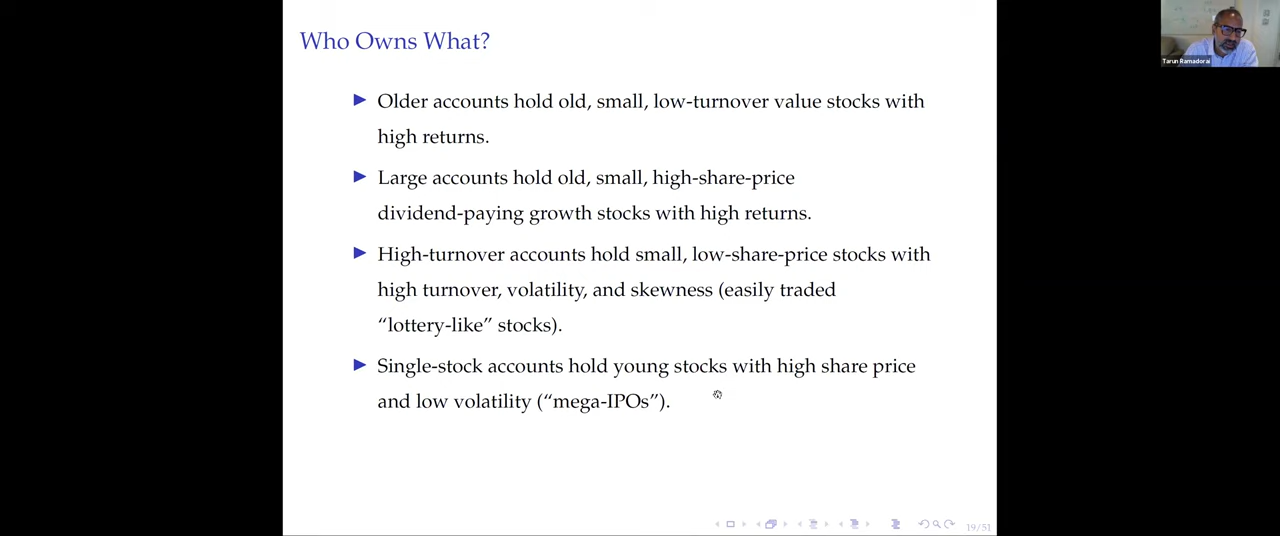 Who Owns What?
Tarun Ramadorai
► Older accounts hold old, small, low-turnover value stocks with
high returns.
► Large accounts hold old, small, high-share-price
dividend-paying growth stocks with high returns.
► High-turnover accounts hold small, low-share-price stocks with
high turnover, volatility, and skewness (easily traded
“lottery-like” stocks).
► Single-stock accounts hold young stocks with high share price
and low volatility (“mega-IPOs”).
19/51